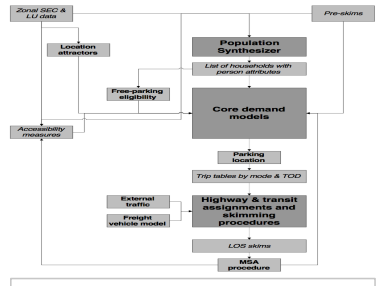 Zonal SEC &
LU data
Pre-skims
Location
attractors
Population
Synthesizer
List of households with
person attributes
Free-parking
eligibility
Core demand
models
Accessibility
measures
Parking
location
Trip tables by mode & TOD
External
traffic
Freight
vehicle model
Highway & transit
assignments and
skimming
procedures
LOS skims
MSA
procedure